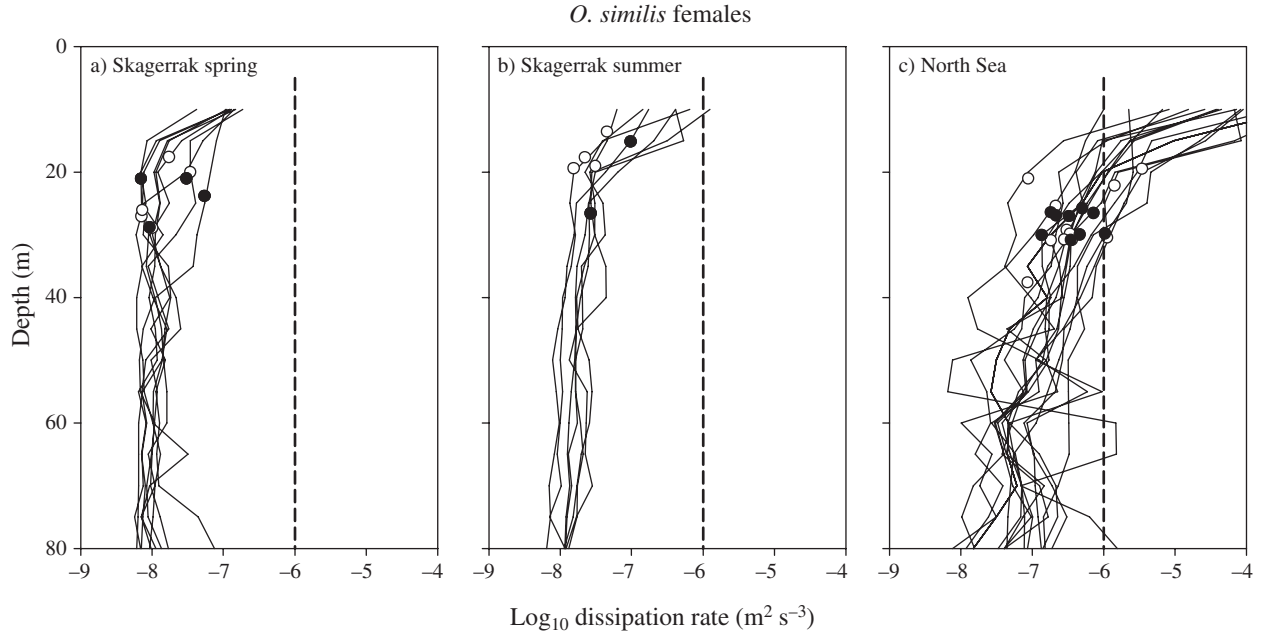 O. similis females
a) Skagerrak spring
b) Skagerrak summer
c) North Sea
Depth (m)
0
20
40
60
80
–9 –8 –7 –6 –5 –4
–9 –8 –7 –6 –5 –4
–9 –8 –7 –6 –5 –4
Log₁₀ dissipation rate (m² s⁻³)